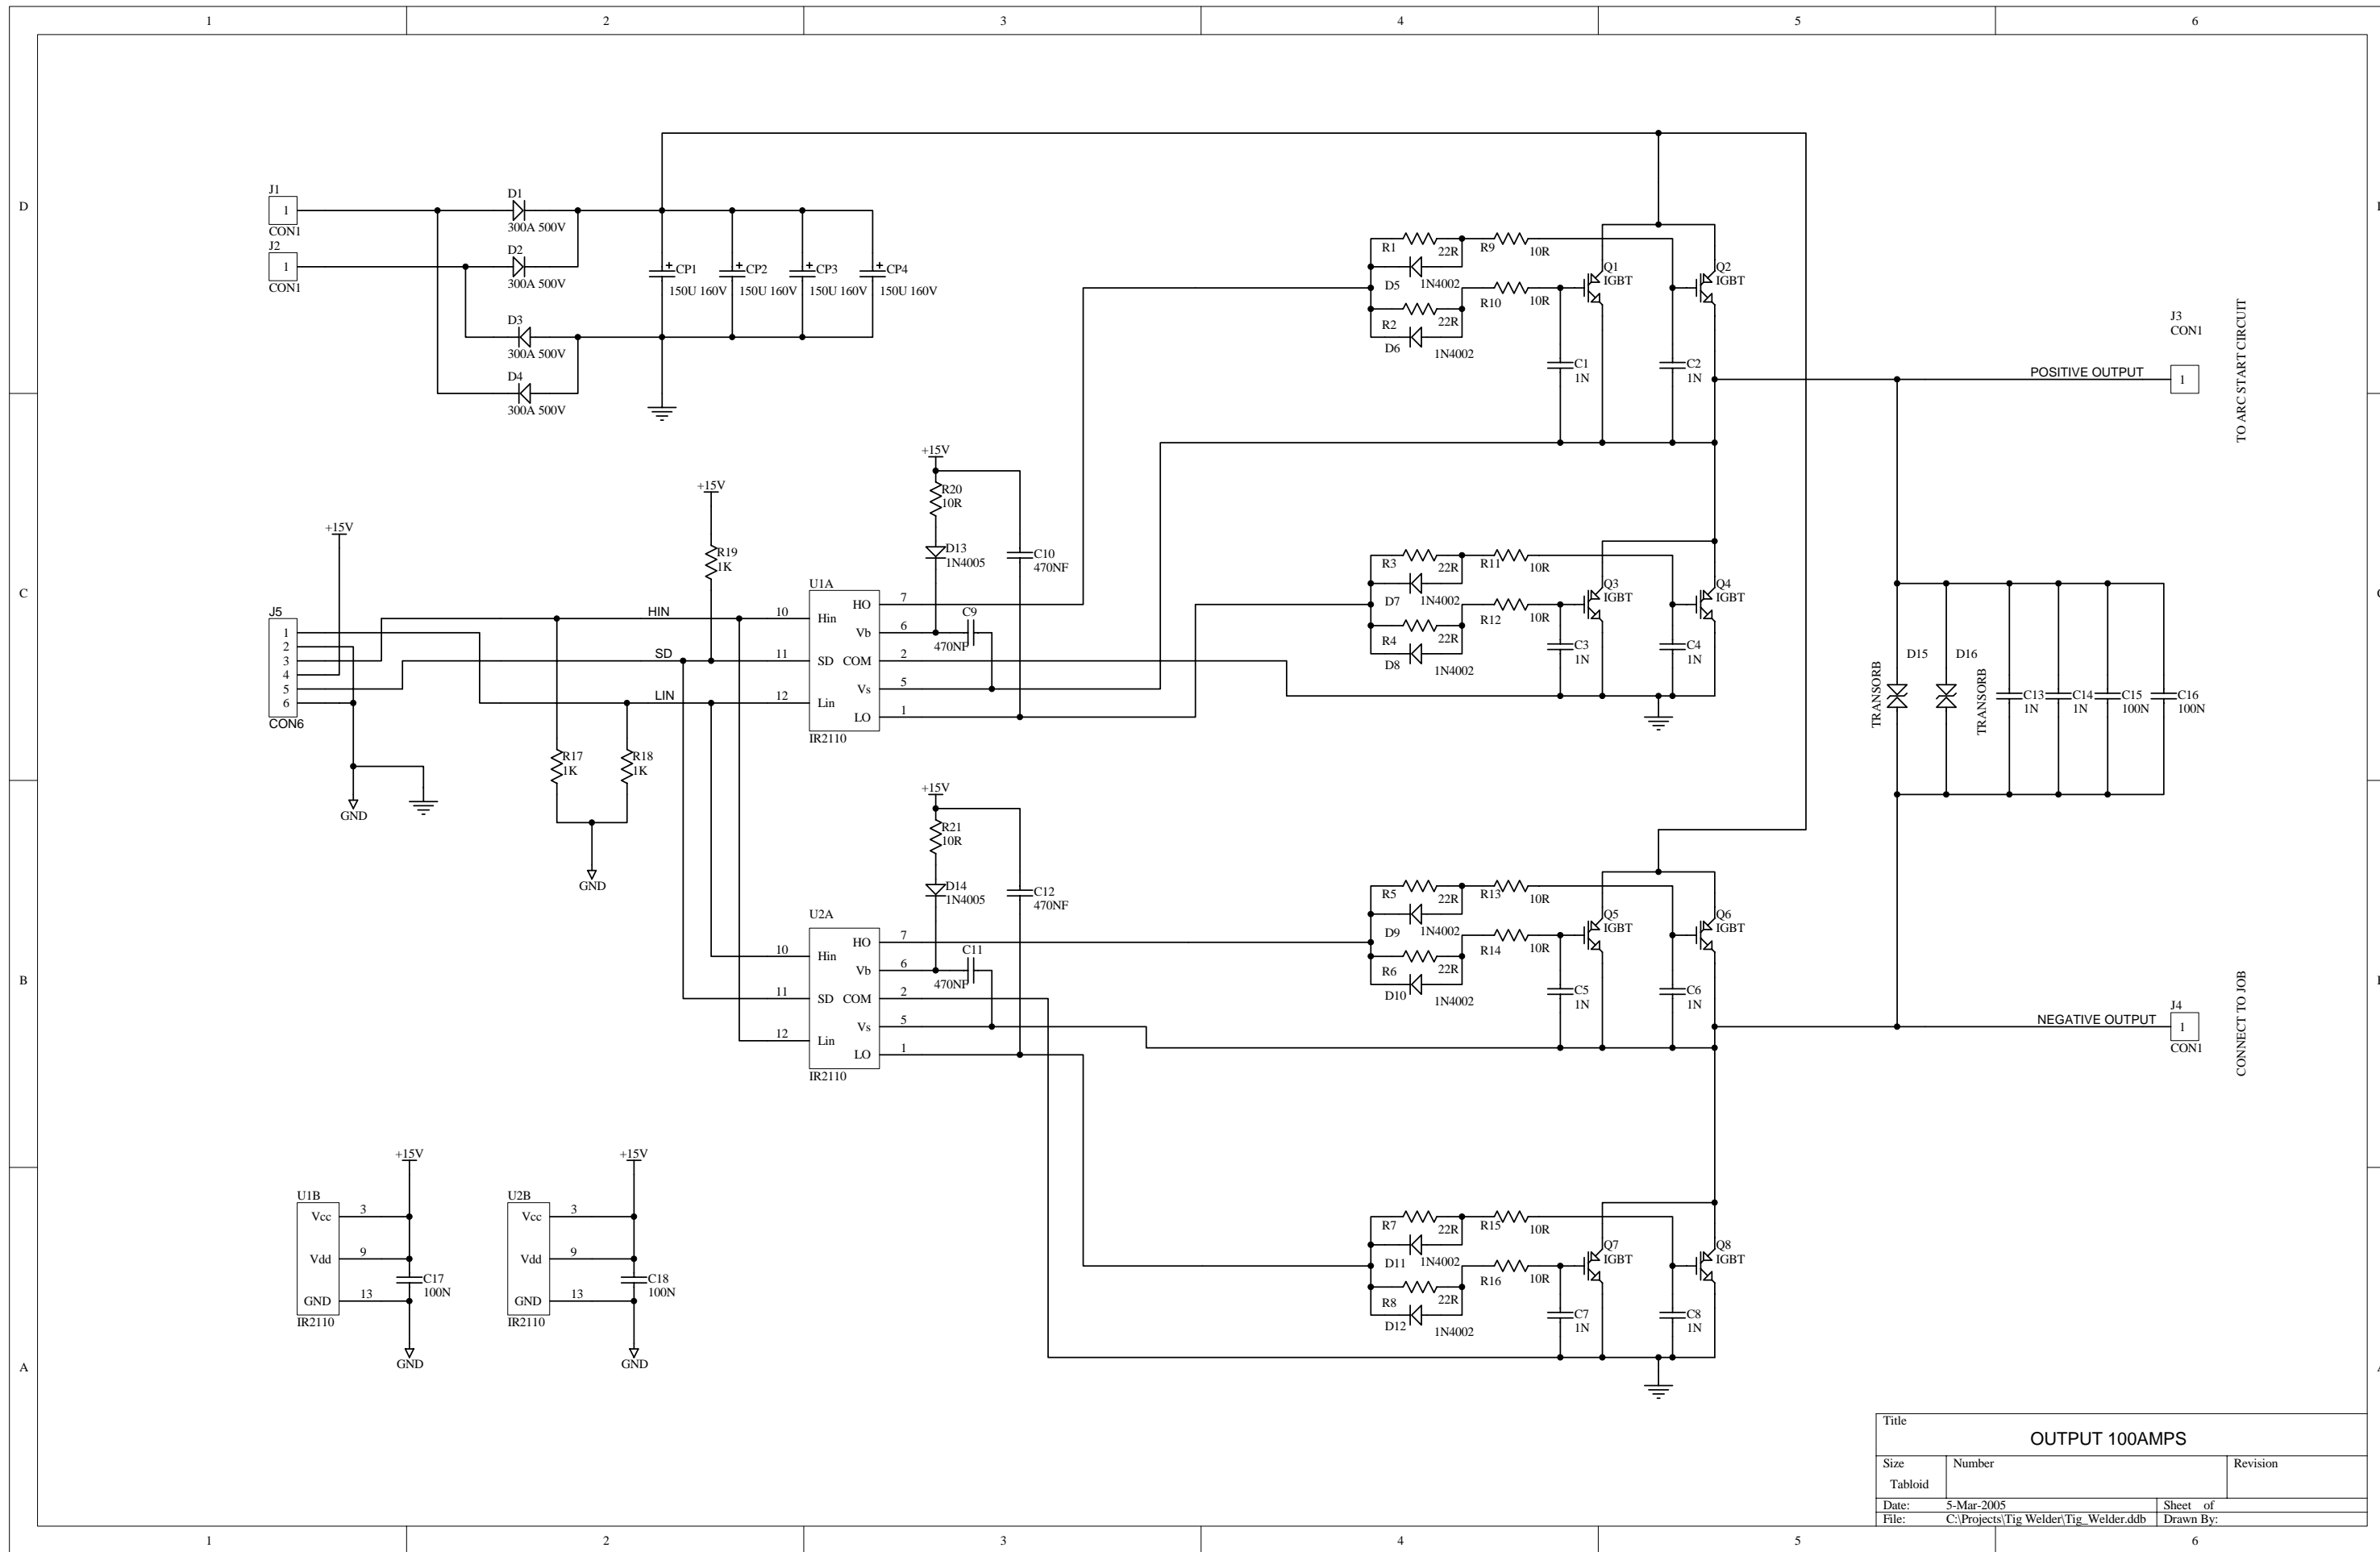 1 2 3 4 5 6
D
C
B
A
J1
1
CON1
J2
1
CON1
D1
300A 500V
D2
300A 500V
D3
300A 500V
D4
300A 500V
+ CP1
150U 160V
+ CP2
150U 160V
+ CP3
150U 160V
+ CP4
150U 160V
R1
22R
R9
10R
D5
1N4002
R2
22R
R10
10R
D6
1N4002
Q1
IGBT
Q2
IGBT
C1
1N
C2
1N
J3
CON1
1
POSITIVE OUTPUT
TO ARC START CIRCUIT
+15V
J5
1
2
3
4
5
6
CON6
GND
HIN
SD
LIN
+15V
R19
1K
R17
1K
R18
1K
GND
+15V
R20
10R
D13
1N4005
C10
470NF
C9
470NF
U1A
10 Hin HO 7
Vb 6
11 SD COM 2
Vs 5
12 Lin LO 1
IR2110
R3
22R
R11
10R
D7
1N4002
R4
22R
R12
10R
D8
1N4002
Q3
IGBT
Q4
IGBT
C3
1N
C4
1N
TRANSORB
D15
D16
TRANSORB
C13
1N
C14
1N
C15
100N
C16
100N
+15V
R21
10R
D14
1N4005
C12
470NF
C11
470NF
U2A
HO 7
10 Hin
Vb 6
11 SD COM 2
Vs 5
12 Lin
LO 1
IR2110
R5
22R
R13
10R
D9
1N4002
R6
22R
R14
10R
D10
1N4002
Q5
IGBT
Q6
IGBT
C5
1N
C6
1N
NEGATIVE OUTPUT
J4
1
CON1
CONNECT TO JOB
+15V
U1B
Vcc 3
Vdd 9
GND 13
IR2110
C17
100N
GND
+15V
U2B
Vcc 3
Vdd 9
GND 13
IR2110
C18
100N
GND
R7
22R
R15
10R
D11
1N4002
R8
22R
R16
10R
D12
1N4002
Q7
IGBT
Q8
IGBT
C7
1N
C8
1N
Title
OUTPUT 100AMPS
Size
Tabloid
Number
Revision
Date: 5-Mar-2005
Sheet of
File: C:\Projects\Tig Welder\Tig_Welder.ddb
Drawn By:
1 2 3 4 5 6